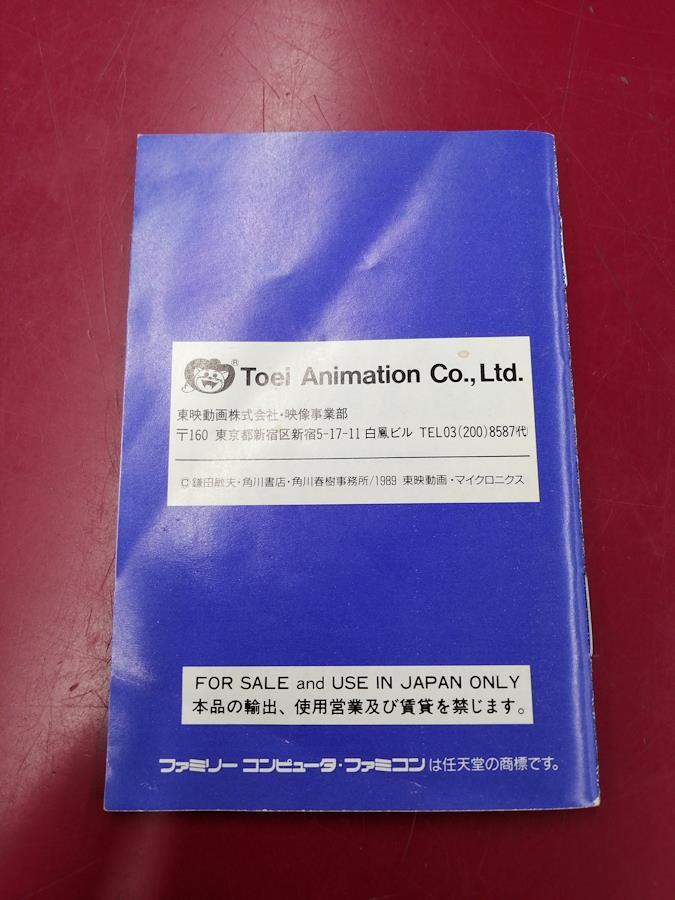 ® Toei Animation Co., Ltd.
東映動画株式会社・映像事業部
〒160 東京都新宿区新宿5-17-11 白鳳ビル TEL03(200)8587㈹
©鎌田敏夫・角川書店・角川春樹事務所/1989 東映動画・マイクロニクス
FOR SALE and USE IN JAPAN ONLY
本品の輸出、使用営業及び賃貸を禁じます。
ファミリーコンピュータ・ファミコンは任天堂の商標です。